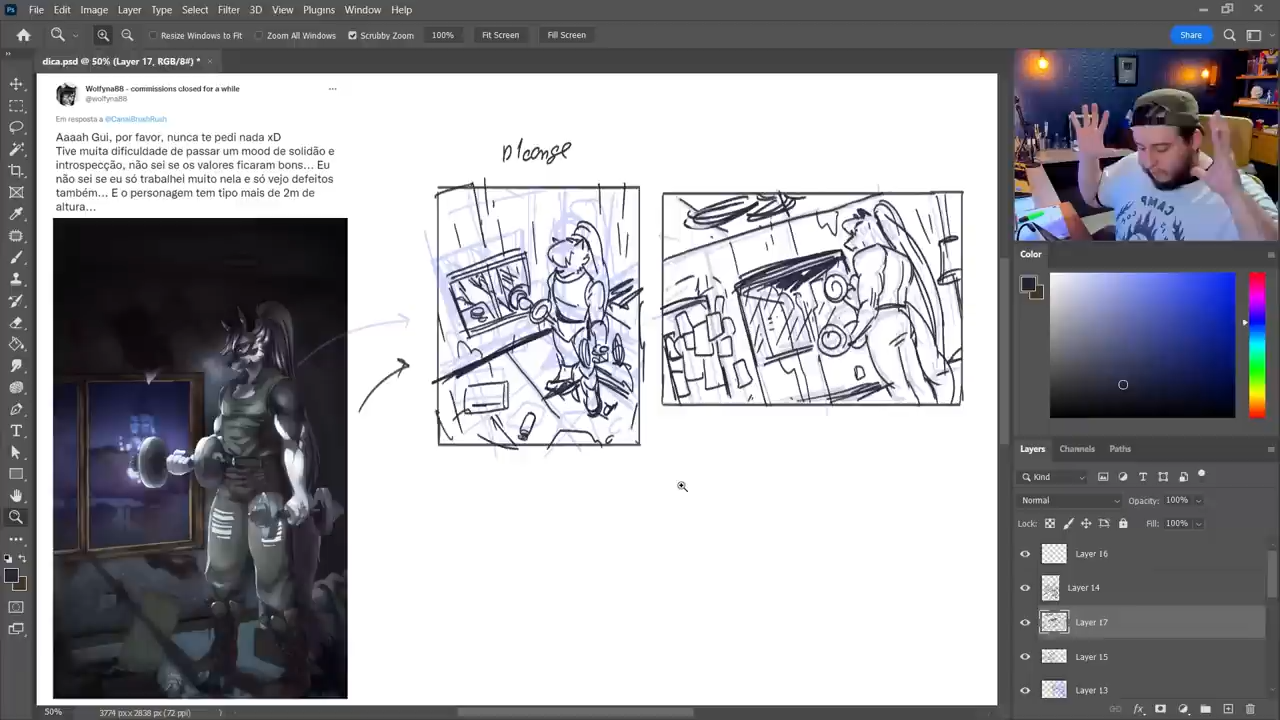 Ps File Edit Image Layer Type Select Filter 3D View Plugins Window Help
Resize Windows to Fit Zoom All Windows Scrubby Zoom 100% Fit Screen Fill Screen Share
dica.psd @ 50% (Layer 17, RGB/8#) *
Wolfyna88 - commissions closed for a while
@wolfyna88
Em resposta a @CarosiBrushRush
Aaaah Gui, por favor, nunca te pedi nada xD
Tive muita dificuldade de passar um mood de solidão e
introspecção, não sei se os valores ficaram bons... Eu
não sei se eu só trabalhei muito nela e só vejo defeitos
também... E o personagem tem tipo mais de 2m de
altura...
CAMP
Color
Layers Channels Paths
Kind
Normal Opacity: 100%
Lock: Fill: 100%
Layer 16
Layer 14
Layer 17
Layer 15
Layer 13
50% 3774 px x 2838 px (72 ppi)